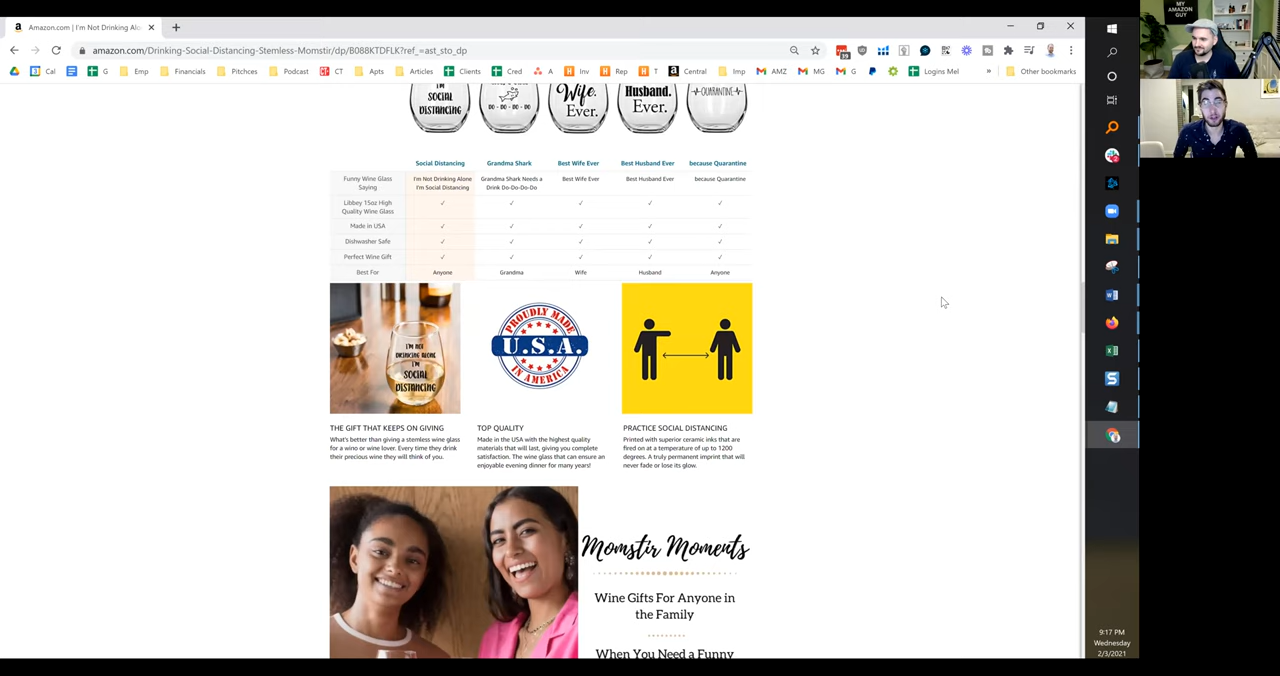 Amazon.com | I'm Not Drinking Alo
amazon.com/Drinking-Social-Distancing-Stemless-Momstir/dp/B088KTDFLK?ref_=ast_sto_dp
Cal
G
Emp
Financials
Pitchces
Podcast
CT
Apts
Articles
Clients
Cred
A
Inv
Rep
T
Central
Imp
AMZ
MG
G
Logins Mel
»
Other bookmarks
MY
AMAZON
GUY
I'M
SOCIAL
DISTANCING
DO - DO - DO - DO
Wife.
Ever.
Husband.
Ever.
QUARANTINE
Social Distancing
Grandma Shark
Best Wife Ever
Best Husband Ever
because Quarantine
Funny Wine Glass
Saying
I'm Not Drinking Alone
I'm Social Distancing
Grandma Shark Needs a
Drink Do-Do-Do-Do
Best Wife Ever
Best Husband Ever
because Quarantine
Libbey 15oz High
Quality Wine Glass
✓ ✓ ✓ ✓ ✓
Made in USA
✓ ✓ ✓ ✓ ✓
Dishwasher Safe
✓ ✓ ✓ ✓ ✓
Perfect Wine Gift
✓ ✓ ✓ ✓ ✓
Best For
Anyone
Grandma
Wife
Husband
Anyone
I'M NOT
DRINKING ALONE
I'M
SOCIAL
DISTANCING
PROUDLY MADE
U.S.A.
IN AMERICA
THE GIFT THAT KEEPS ON GIVING
What's better than giving a stemless wine glass
for a wino or wine lover. Every time they drink
their precious wine they will think of you.
TOP QUALITY
Made in the USA with the highest quality
materials that will last, giving you complete
satisfaction. The wine glass that can ensure an
enjoyable evening dinner for many years!
PRACTICE SOCIAL DISTANCING
Printed with superior ceramic inks that are
fired on at a temperature of up to 1200
degrees. A truly permanent imprint that will
never fade or lose its glow.
Momstir Moments
Wine Gifts For Anyone in
the Family
When You Need a Funny
9:17 PM
Wednesday
2/3/2021